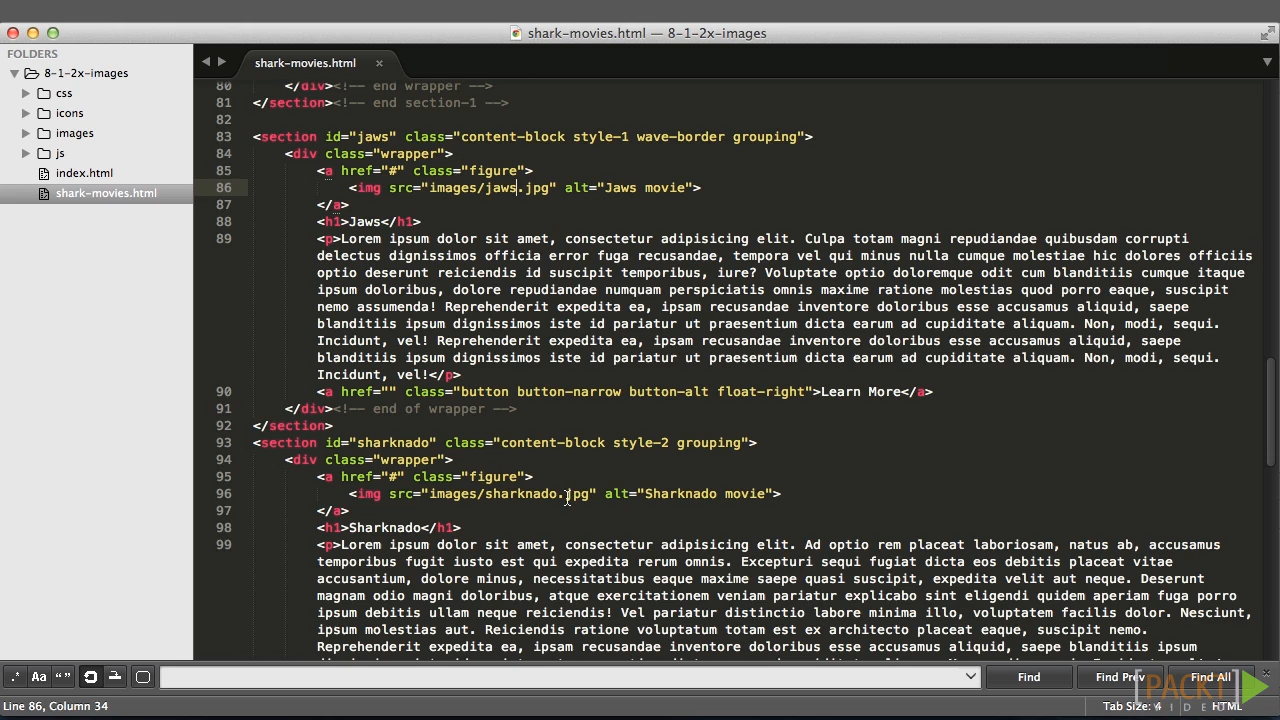 shark-movies.html — 8-1-2x-images
FOLDERS
8-1-2x-images
css
icons
images
js
index.html
shark-movies.html
shark-movies.html ×
80 </div><!-- end wrapper -->
81 </section><!-- end section-1 -->
82
83 <section id="jaws" class="content-block style-1 wave-border grouping">
84 <div class="wrapper">
85 <a href="#" class="figure">
86 <img src="images/jaws.jpg" alt="Jaws movie">
87 </a>
88 <h1>Jaws</h1>
89 <p>Lorem ipsum dolor sit amet, consectetur adipisicing elit. Culpa totam magni repudiandae quibusdam corrupti
delectus dignissimos officia error fuga recusandae, tempora vel qui minus nulla cumque molestiae hic dolores officiis
optio deserunt reiciendis id suscipit temporibus, iure? Voluptate optio doloremque odit cum blanditiis cumque itaque
ipsum doloribus, dolore repudiandae numquam perspiciatis omnis maxime ratione molestias quod porro eaque, suscipit
nemo assumenda! Reprehenderit expedita ea, ipsam recusandae inventore doloribus esse accusamus aliquid, saepe
blanditiis ipsum dignissimos iste id pariatur ut praesentium dicta earum ad cupiditate aliquam. Non, modi, sequi.
Incidunt, vel! Reprehenderit expedita ea, ipsam recusandae inventore doloribus esse accusamus aliquid, saepe
blanditiis ipsum dignissimos iste id pariatur ut praesentium dicta earum ad cupiditate aliquam. Non, modi, sequi.
Incidunt, vel!</p>
90 <a href="" class="button button-narrow button-alt float-right">Learn More</a>
91 </div><!-- end of wrapper -->
92 </section>
93 <section id="sharknado" class="content-block style-2 grouping">
94 <div class="wrapper">
95 <a href="#" class="figure">
96 <img src="images/sharknado.jpg" alt="Sharknado movie">
97 </a>
98 <h1>Sharknado</h1>
99 <p>Lorem ipsum dolor sit amet, consectetur adipisicing elit. Ad optio rem placeat laboriosam, natus ab, accusamus
temporibus fugit iusto est qui expedita rerum omnis. Excepturi sequi fugiat dicta eos debitis placeat vitae
accusantium, dolore minus, necessitatibus eaque maxime saepe quasi suscipit, expedita velit aut neque. Deserunt
magnam odio magni doloribus, atque exercitationem veniam pariatur explicabo sint eligendi quidem aperiam fuga porro
ipsum debitis ullam neque reiciendis! Vel pariatur distinctio labore minima illo, voluptatem facilis dolor. Nesciunt,
ipsum molestias aut. Reiciendis ratione voluptatum totam est ex architecto placeat cumque, suscipit nemo.
Reprehenderit expedita ea, ipsam recusandae inventore doloribus esse accusamus aliquid, saepe blanditiis ipsum
.* Aa “” Find Find Prev Find All ×
[PACKT]
VIDEO
Line 86, Column 34 Tab Size: 4 HTML